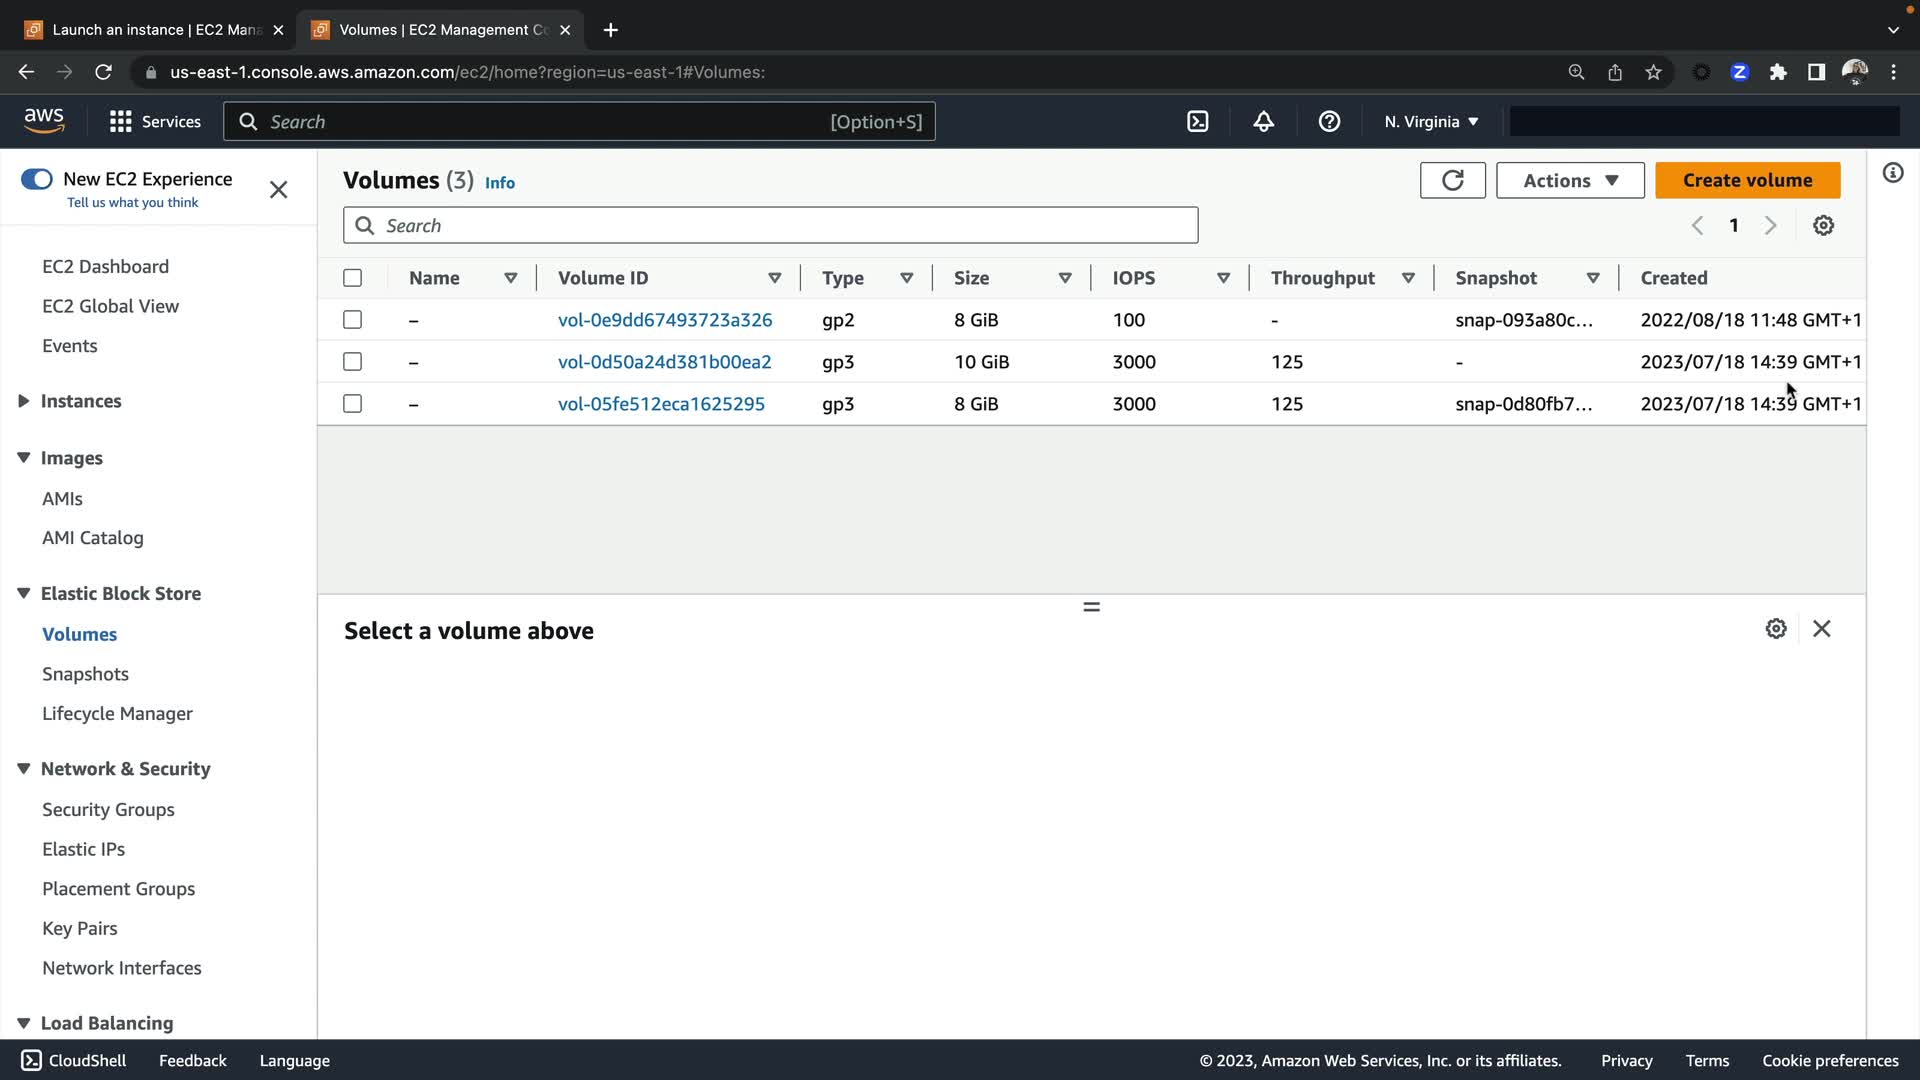 Launch an instance | EC2 Mana
Volumes | EC2 Management Co
us-east-1.console.aws.amazon.com/ec2/home?region=us-east-1#Volumes:
aws
Services
Search
[Option+S]
N. Virginia
New EC2 Experience
Tell us what you think
EC2 Dashboard
EC2 Global View
Events
Instances
Images
AMIs
AMI Catalog
Elastic Block Store
Volumes
Snapshots
Lifecycle Manager
Network & Security
Security Groups
Elastic IPs
Placement Groups
Key Pairs
Network Interfaces
Load Balancing
Volumes (3) Info
Actions
Create volume
Search
1
Name Volume ID Type Size IOPS Throughput Snapshot Created
– vol-0e9dd67493723a326 gp2 8 GiB 100 - snap-093a80c... 2022/08/18 11:48 GMT+1
– vol-0d50a24d381b00ea2 gp3 10 GiB 3000 125 - 2023/07/18 14:39 GMT+1
– vol-05fe512eca1625295 gp3 8 GiB 3000 125 snap-0d80fb7... 2023/07/18 14:39 GMT+1
Select a volume above
CloudShell Feedback Language
© 2023, Amazon Web Services, Inc. or its affiliates. Privacy Terms Cookie preferences